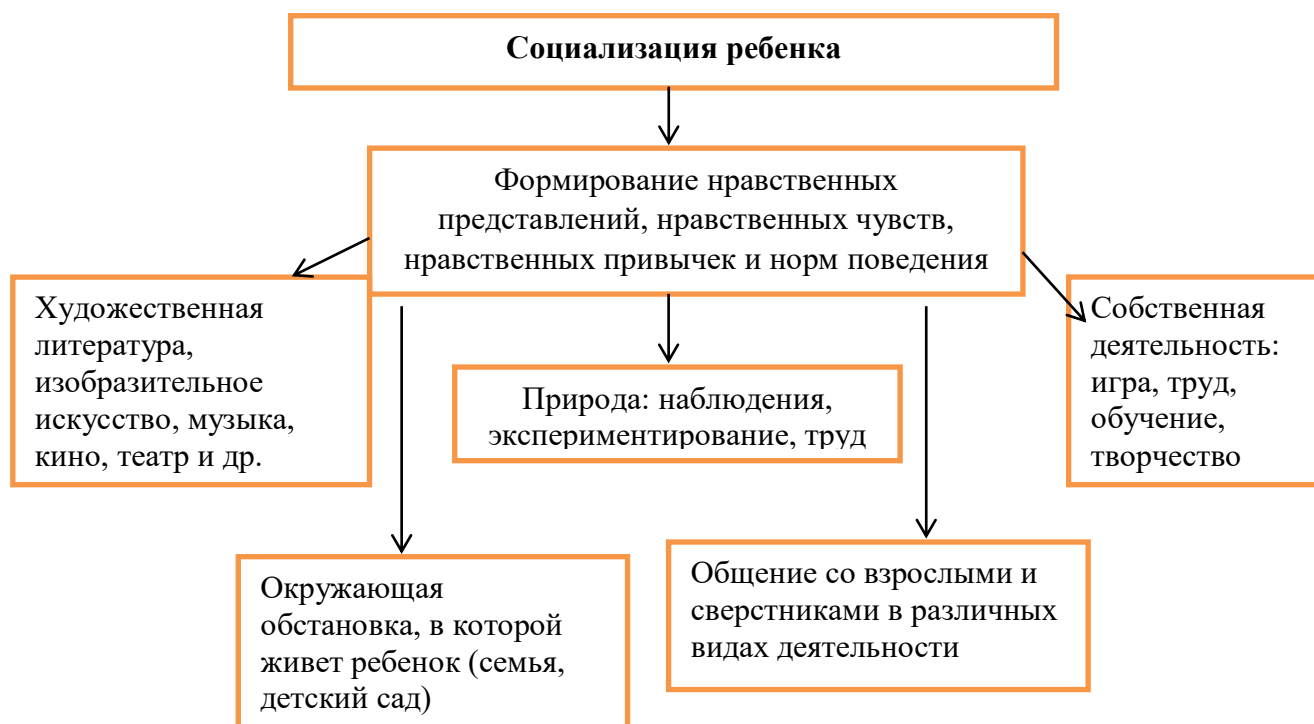 Социализация ребенка
Формирование нравственных
представлений, нравственных чувств,
нравственных привычек и норм поведения
Художественная
литература,
изобразительное
искусство, музыка,
кино, театр и др.
Природа: наблюдения,
экспериментирование, труд
Собственная
деятельность:
игра, труд,
обучение,
творчество
Окружающая
обстановка, в которой
живет ребенок (семья,
детский сад)
Общение со взрослыми и
сверстниками в различных
видах деятельности